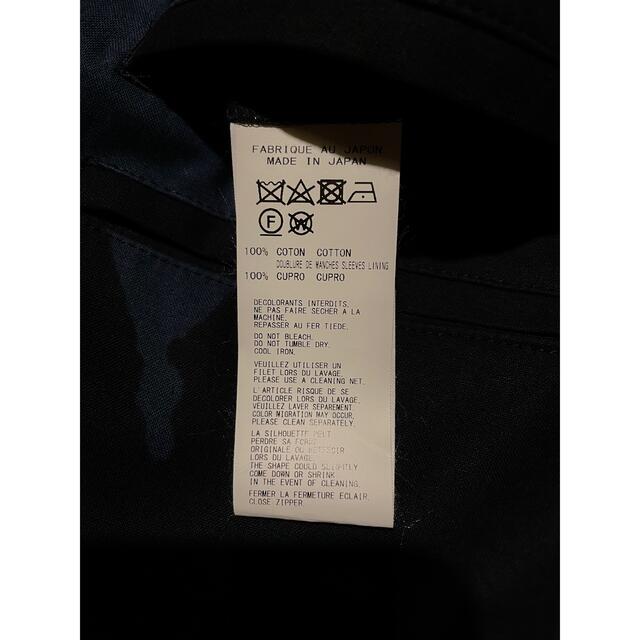 FABRIQUE AU JAPON
MADE IN JAPAN
F W
100% COTON COTTON
DOUBLURE DE MANCHES SLEEVES LINING
100% CUPRO CUPRO
DECOLORANTS INTERDITS.
NE PAS FAIRE SECHER A LA
MACHINE.
REPASSER AU FER TIEDE.
DO NOT BLEACH.
DO NOT TUMBLE DRY.
COOL IRON.
VEUILLEZ UTILISER UN
FILET LORS DU LAVAGE.
PLEASE USE A CLEANING NET.
L'ARTICLE RISQUE DE SE
DECOLORER LORS DU LAVAGE.
VEUILLEZ LAVER SEPAREMENT.
COLOR MIGRATION MAY OCCUR,
PLEASE CLEAN SEPARATELY.
LA SILHOUETTE PEUT
PERDRE SA FORME
ORIGINALE OU RETRECIR
LORS DU LAVAGE.
THE SHAPE COULD SLIGHTLY
COME DOWN OR SHRINK
IN THE EVENT OF CLEANING.
FERMER LA FERMETURE ECLAIR.
CLOSE ZIPPER.